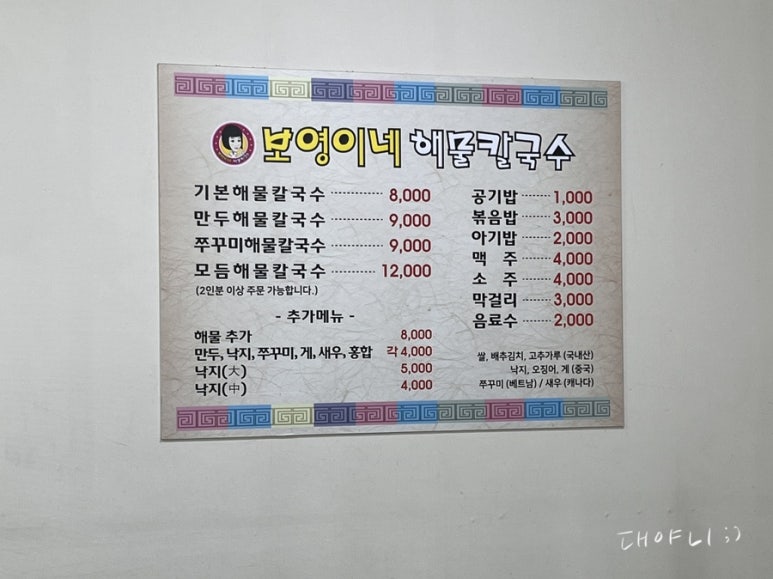 보영이네 해물칼국수
기본해물칼국수 8,000
만두해물칼국수 9,000
쭈꾸미해물칼국수 9,000
모듬해물칼국수 12,000
(2인분 이상 주문 가능합니다.)
- 추가메뉴 -
해물 추가 8,000
만두, 낙지, 쭈꾸미, 게, 새우, 홍합 각 4,000
낙지(大) 5,000
낙지(中) 4,000
공기밥 1,000
볶음밥 3,000
아기밥 2,000
맥 주 4,000
소 주 4,000
막걸리 3,000
음료수 2,000
쌀, 배추김치, 고추가루 (국내산)
낙지, 오징어, 게 (중국)
쭈꾸미 (베트남) / 새우 (캐나다)
대야니 ;)